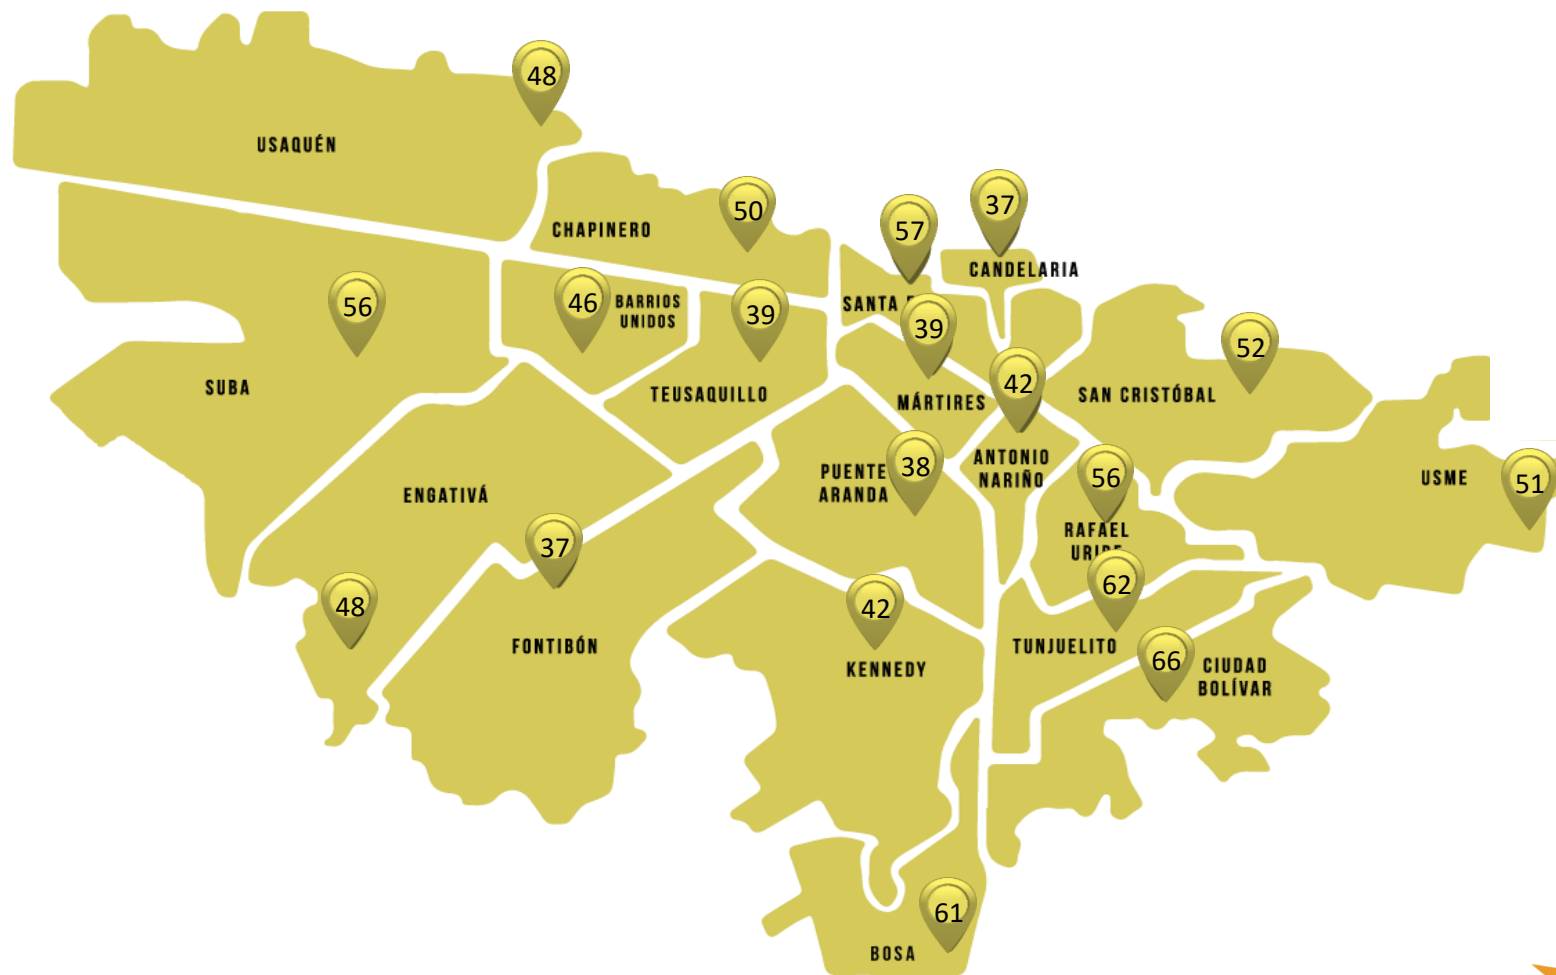 48
USAQUÉN
37
50
57
CHAPINERO
CANDELARIA
56
46
BARRIOS
UNIDOS
39
SANTA
39
52
SUBA
TEUSAQUILLO
MÁRTIRES
42
SAN CRISTÓBAL
ENGATIVÁ
PUENTE
ARANDA
38
ANTONIO
NARIÑO
56
USME
51
RAFAEL
37
48
42
62
FONTIBÓN
KENNEDY
TUNJUELITO
66
CIUDAD
BOLÍVAR
61
BOSA